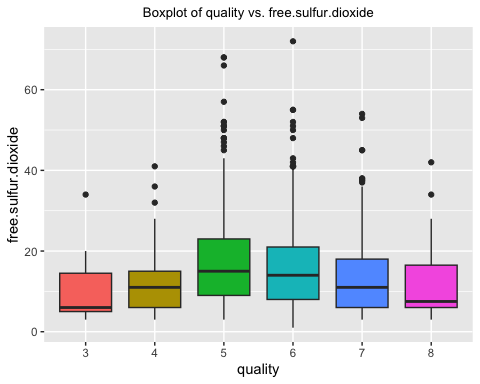 Boxplot of quality vs. free.sulfur.dioxide
free.sulfur.dioxide
60
40
20
0
3 4 5 6 7 8
quality